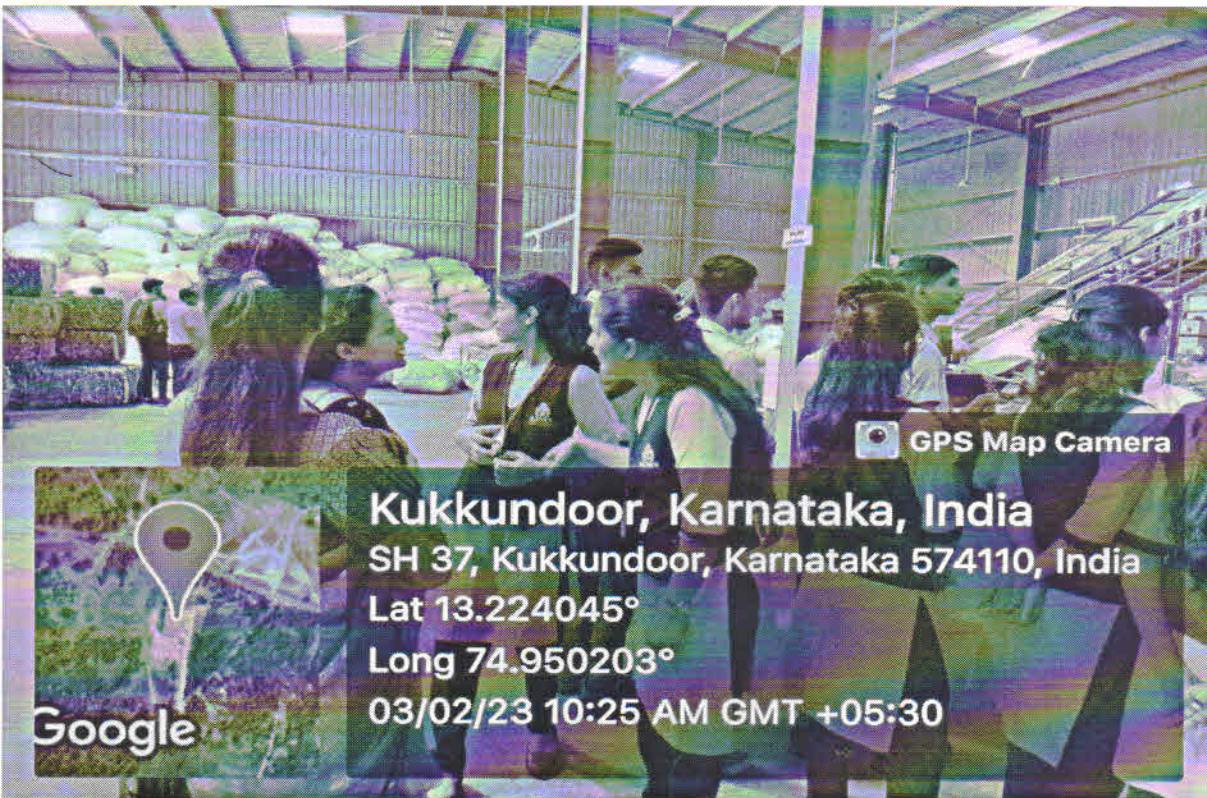 GPS Map Camera
Kukkundoor, Karnataka, India
SH 37, Kukkundoor, Karnataka 574110, India
Lat 13.224045°
Long 74.950203°
03/02/23 10:25 AM GMT +05:30
Google